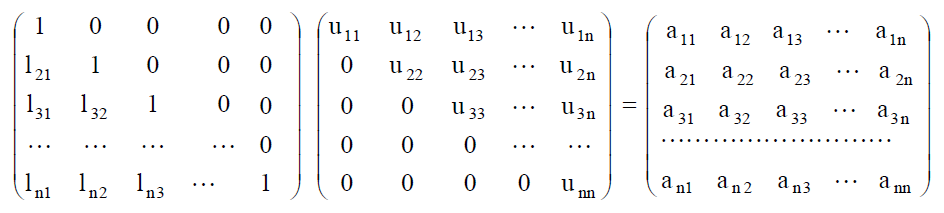 1 0 0 0 0 u11 u12 u13 ⋯ u1n a11 a12 a13 ⋯ a1n
l21 1 0 0 0 0 u22 u23 ⋯ u2n a21 a22 a23 ⋯ a2n
l31 l32 1 0 0 0 0 u33 ⋯ u3n = a31 a32 a33 ⋯ a3n
⋯ ⋯ ⋯ ⋯ 0 0 0 0 ⋯ ⋯ ⋯⋯⋯⋯⋯⋯⋯⋯⋯
ln1 ln2 ln3 ⋯ 1 0 0 0 0 unn an1 an2 an3 ⋯ ann